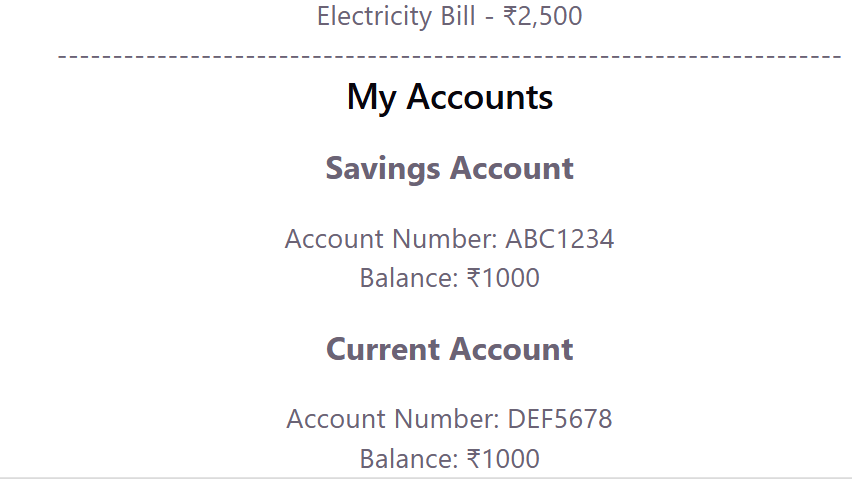 Electricity Bill - ₹2,500
------------------------------------------------------------------------
My Accounts
Savings Account
Account Number: ABC1234
Balance: ₹1000
Current Account
Account Number: DEF5678
Balance: ₹1000